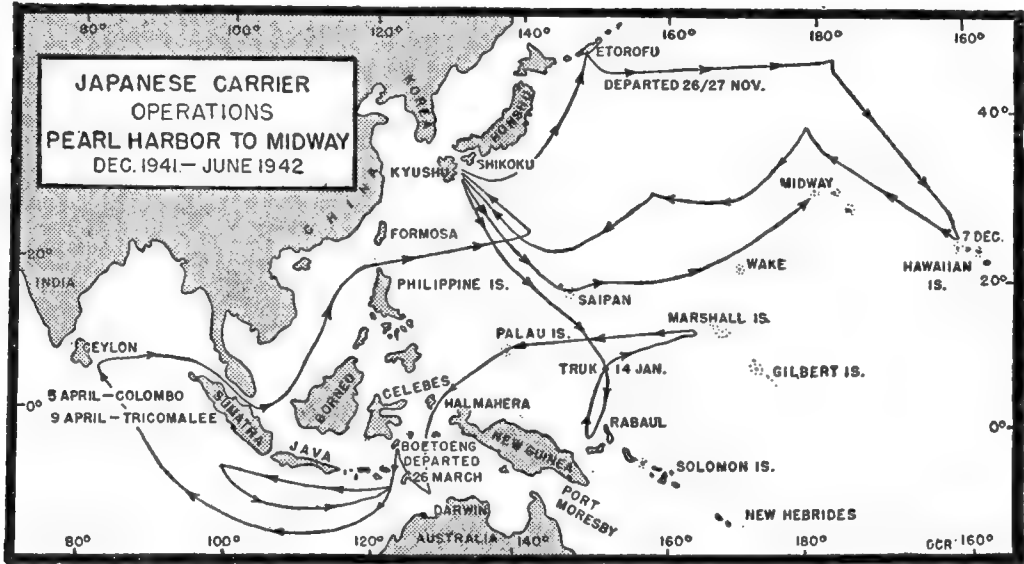 80°
100°
120°
140°
160°
180°
160°
JAPANESE CARRIER
OPERATIONS
PEARL HARBOR TO MIDWAY
DEC. 1941 — JUNE 1942
ETOROFU
DEPARTED 26/27 NOV.
KOREA
HONSHU
40°
SHIKOKU
KYUSHU
CHINA
MIDWAY
FORMOSA
7 DEC.
20°
INDIA
WAKE
HAWAIIAN
IS.
PHILIPPINE IS.
20°
SAIPAN
MARSHALL IS.
PALAU IS.
CEYLON
TRUK
14 JAN.
GILBERT IS.
5 APRIL—COLOMBO
9 APRIL—TRICOMALEE
0°
SUMATRA
BORNEO
CELEBES
HALMAHERA
RABAUL
0°
JAVA
BOETOENG
DEPARTED
26 MARCH
NEW GUINEA
SOLOMON IS.
PORT
MORESBY
DARWIN
NEW HEBRIDES
AUSTRALIA
80°
100°
120°
140°
160°
180°
GCR
160°